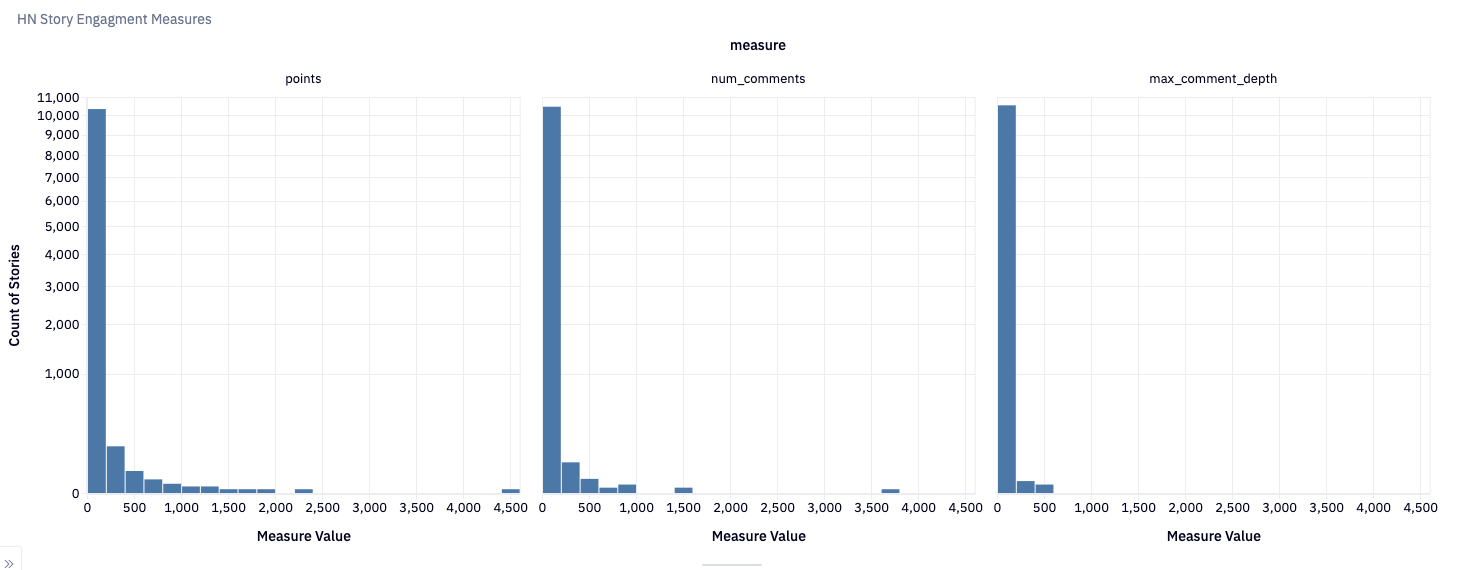 HN Story Engagment Measures
measure
points
num_comments
max_comment_depth
Count of Stories
11,000
10,000
9,000
8,000
7,000
6,000
5,000
4,000
3,000
2,000
1,000
0
0 500 1,000 1,500 2,000 2,500 3,000 3,500 4,000 4,500
0 500 1,000 1,500 2,000 2,500 3,000 3,500 4,000 4,500
0 500 1,000 1,500 2,000 2,500 3,000 3,500 4,000 4,500
Measure Value
Measure Value
Measure Value